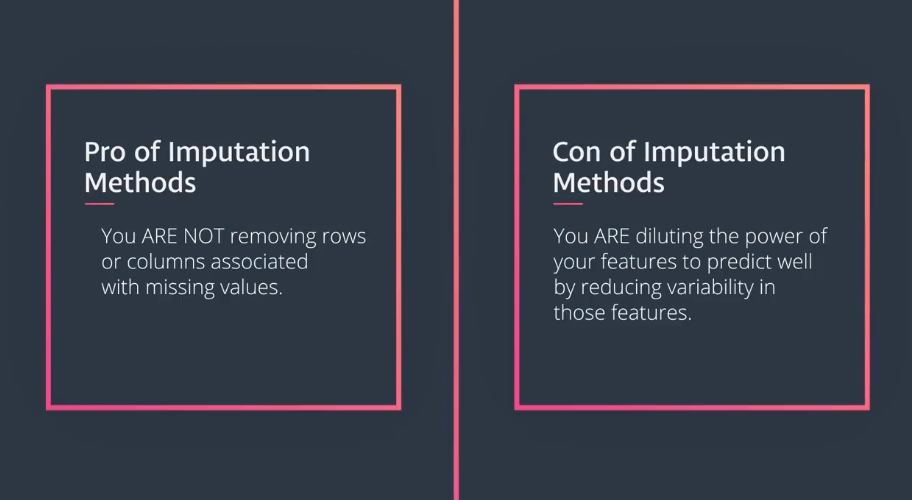 Pro of Imputation
Methods
You ARE NOT removing rows
or columns associated
with missing values.
Con of Imputation
Methods
You ARE diluting the power of
your features to predict well
by reducing variability in
those features.